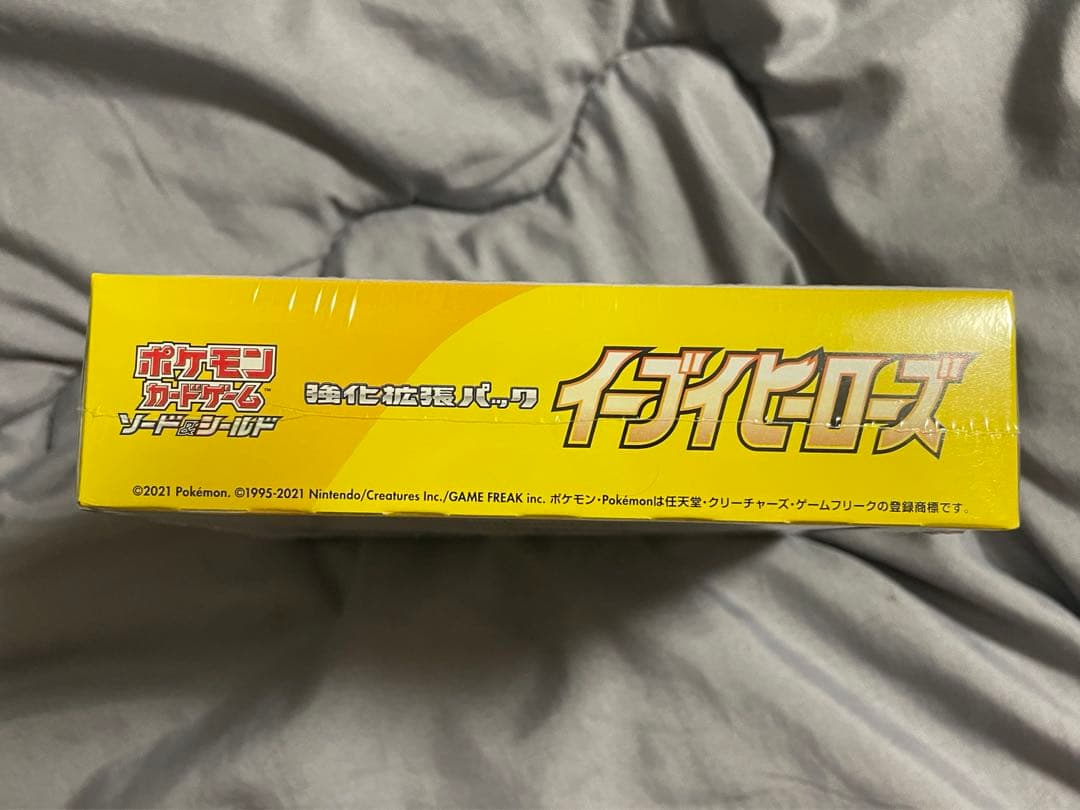 ポケモン
カードゲーム™
ソード&シールド
強化拡張パック
イーブイヒーローズ
©2021 Pokémon. ©1995-2021 Nintendo/Creatures Inc./GAME FREAK inc. ポケモン・Pokémonは任天堂・クリーチャーズ・ゲームフリークの登録商標です。